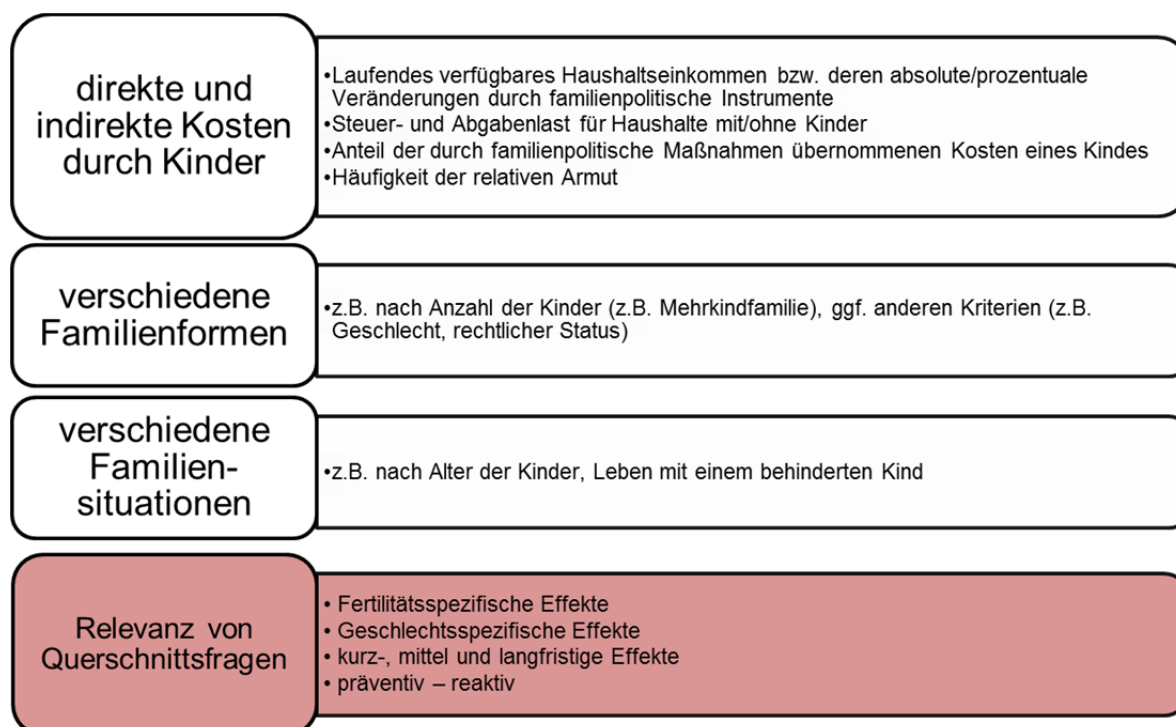 direkte und
indirekte Kosten
durch Kinder
•Laufendes verfügbares Haushaltseinkommen bzw. deren absolute/prozentuale
Veränderungen durch familienpolitische Instrumente
•Steuer- und Abgabenlast für Haushalte mit/ohne Kinder
•Anteil der durch familienpolitische Maßnahmen übernommenen Kosten eines Kindes
•Häufigkeit der relativen Armut
verschiedene
Familienformen
•z.B. nach Anzahl der Kinder (z.B. Mehrkindfamilie), ggf. anderen Kriterien (z.B.
Geschlecht, rechtlicher Status)
verschiedene
Familien-
situationen
•z.B. nach Alter der Kinder, Leben mit einem behinderten Kind
Relevanz von
Querschnittsfragen
• Fertilitätsspezifische Effekte
• Geschlechtsspezifische Effekte
• kurz-, mittel und langfristige Effekte
• präventiv – reaktiv